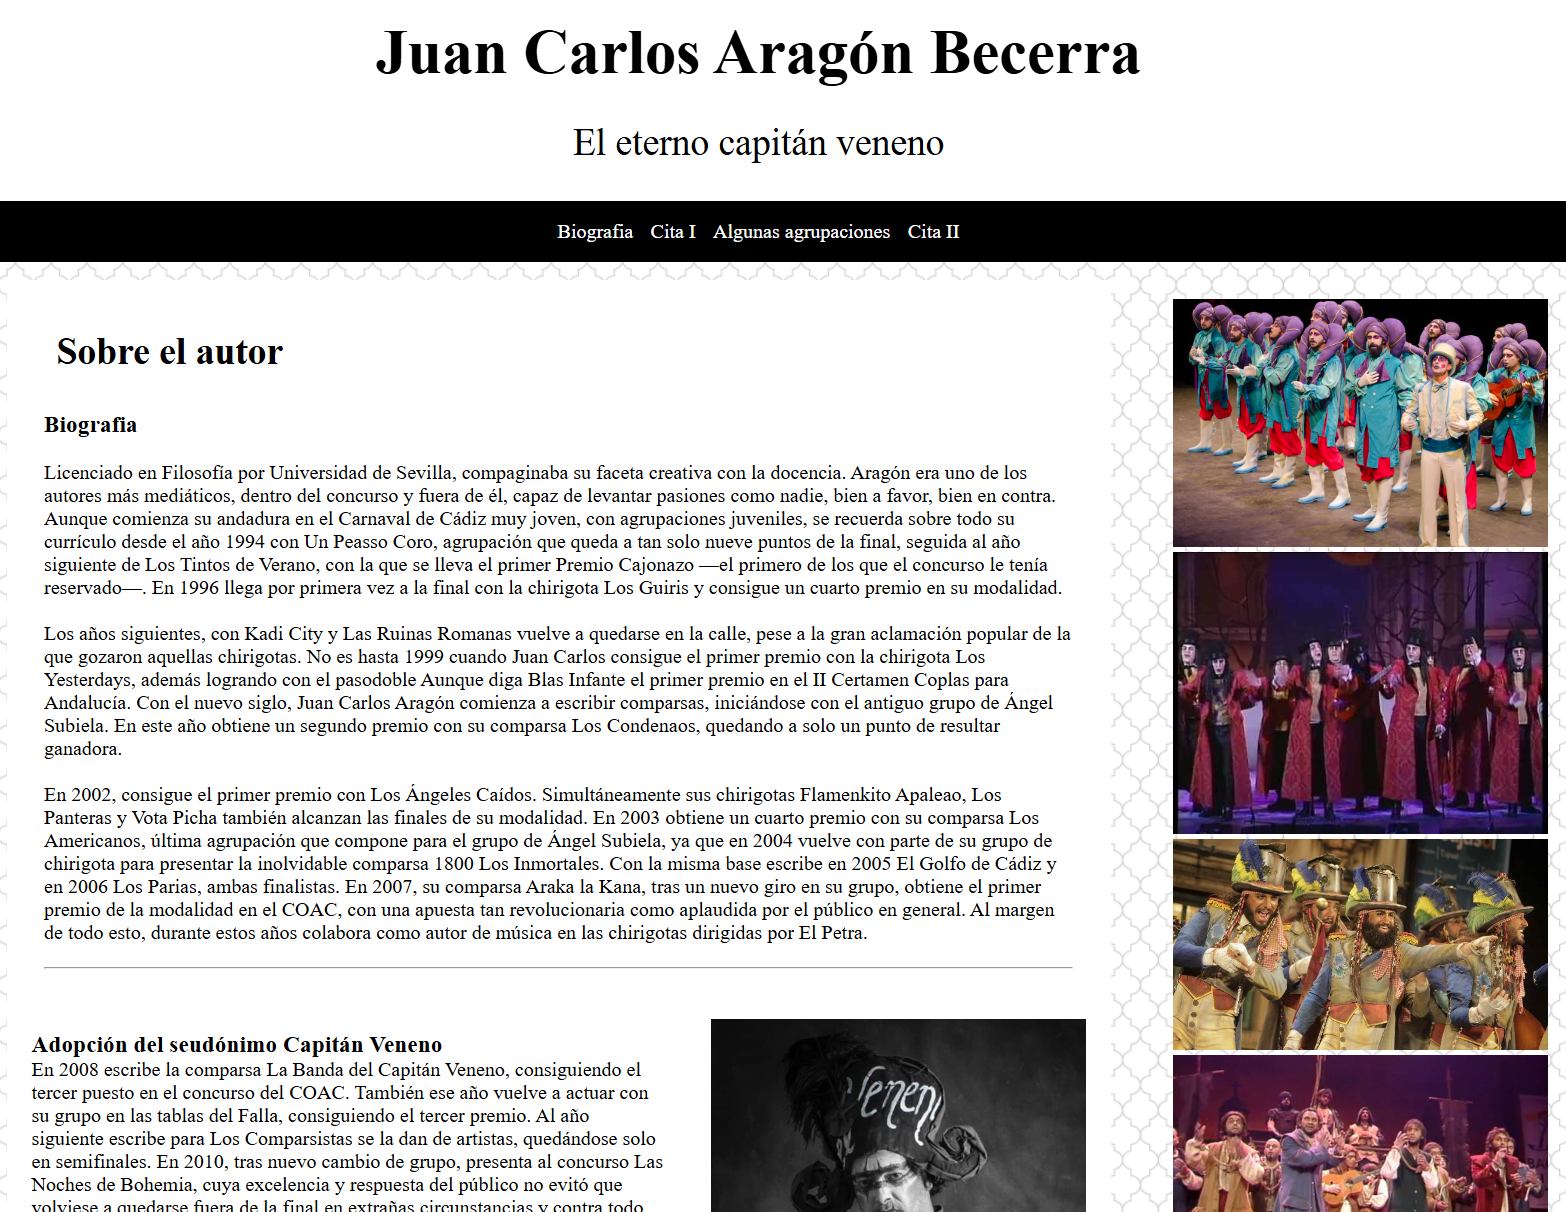 Juan Carlos Aragón Becerra
El eterno capitán veneno
Biografia Cita I Algunas agrupaciones Cita II
Sobre el autor
Biografia
Licenciado en Filosofía por Universidad de Sevilla, compaginaba su faceta creativa con la docencia. Aragón era uno de los
autores más mediáticos, dentro del concurso y fuera de él, capaz de levantar pasiones como nadie, bien a favor, bien en contra.
Aunque comienza su andadura en el Carnaval de Cádiz muy joven, con agrupaciones juveniles, se recuerda sobre todo su
currículo desde el año 1994 con Un Peasso Coro, agrupación que queda a tan solo nueve puntos de la final, seguida al año
siguiente de Los Tintos de Verano, con la que se lleva el primer Premio Cajonazo —el primero de los que el concurso le tenía
reservado—. En 1996 llega por primera vez a la final con la chirigota Los Guiris y consigue un cuarto premio en su modalidad.
Los años siguientes, con Kadi City y Las Ruinas Romanas vuelve a quedarse en la calle, pese a la gran aclamación popular de la
que gozaron aquellas chirigotas. No es hasta 1999 cuando Juan Carlos consigue el primer premio con la chirigota Los
Yesterdays, además logrando con el pasodoble Aunque diga Blas Infante el primer premio en el II Certamen Coplas para
Andalucía. Con el nuevo siglo, Juan Carlos Aragón comienza a escribir comparsas, iniciándose con el antiguo grupo de Ángel
Subiela. En este año obtiene un segundo premio con su comparsa Los Condenaos, quedando a solo un punto de resultar
ganadora.
En 2002, consigue el primer premio con Los Ángeles Caídos. Simultáneamente sus chirigotas Flamenkito Apaleao, Los
Panteras y Vota Picha también alcanzan las finales de su modalidad. En 2003 obtiene un cuarto premio con su comparsa Los
Americanos, última agrupación que compone para el grupo de Ángel Subiela, ya que en 2004 vuelve con parte de su grupo de
chirigota para presentar la inolvidable comparsa 1800 Los Inmortales. Con la misma base escribe en 2005 El Golfo de Cádiz y
en 2006 Los Parias, ambas finalistas. En 2007, su comparsa Araka la Kana, tras un nuevo giro en su grupo, obtiene el primer
premio de la modalidad en el COAC, con una apuesta tan revolucionaria como aplaudida por el público en general. Al margen
de todo esto, durante estos años colabora como autor de música en las chirigotas dirigidas por El Petra.
Adopción del seudónimo Capitán Veneno
En 2008 escribe la comparsa La Banda del Capitán Veneno, consiguiendo el
tercer puesto en el concurso del COAC. También ese año vuelve a actuar con
su grupo en las tablas del Falla, consiguiendo el tercer premio. Al año
siguiente escribe para Los Comparsistas se la dan de artistas, quedándose solo
en semifinales. En 2010, tras nuevo cambio de grupo, presenta al concurso Las
Noches de Bohemia, cuya excelencia y respuesta del público no evitó que
volviese a quedarse fuera de la final en extrañas circunstancias y contra todo